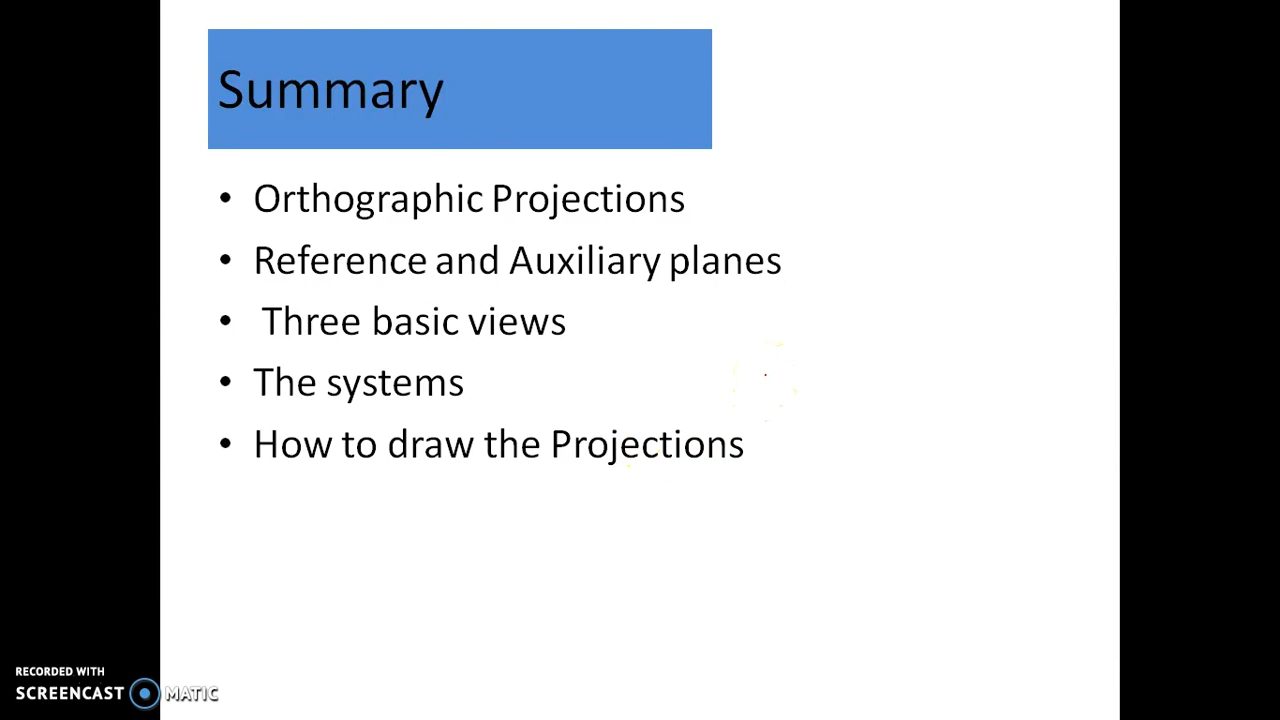 Summary
• Orthographic Projections
• Reference and Auxiliary planes
• Three basic views
• The systems
• How to draw the Projections
RECORDED WITH
SCREENCAST MATIC